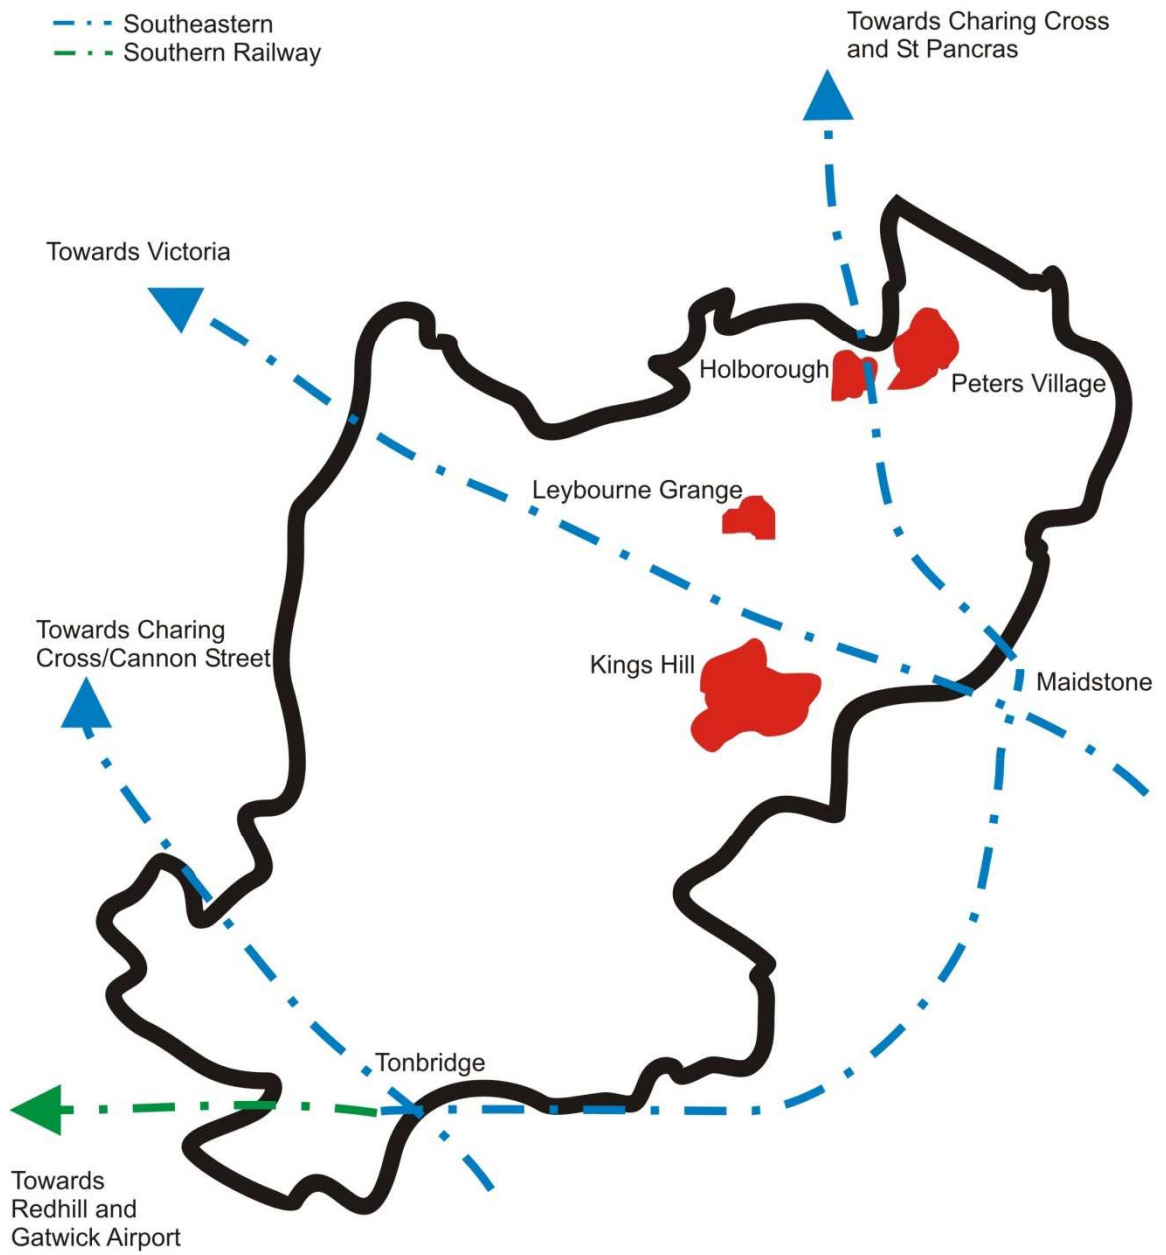 Southeastern
Southern Railway
Towards Charing Cross
and St Pancras
Towards Victoria
Holborough
Peters Village
Leybourne Grange
Towards Charing
Cross/Cannon Street
Kings Hill
Maidstone
Tonbridge
Towards
Redhill and
Gatwick Airport